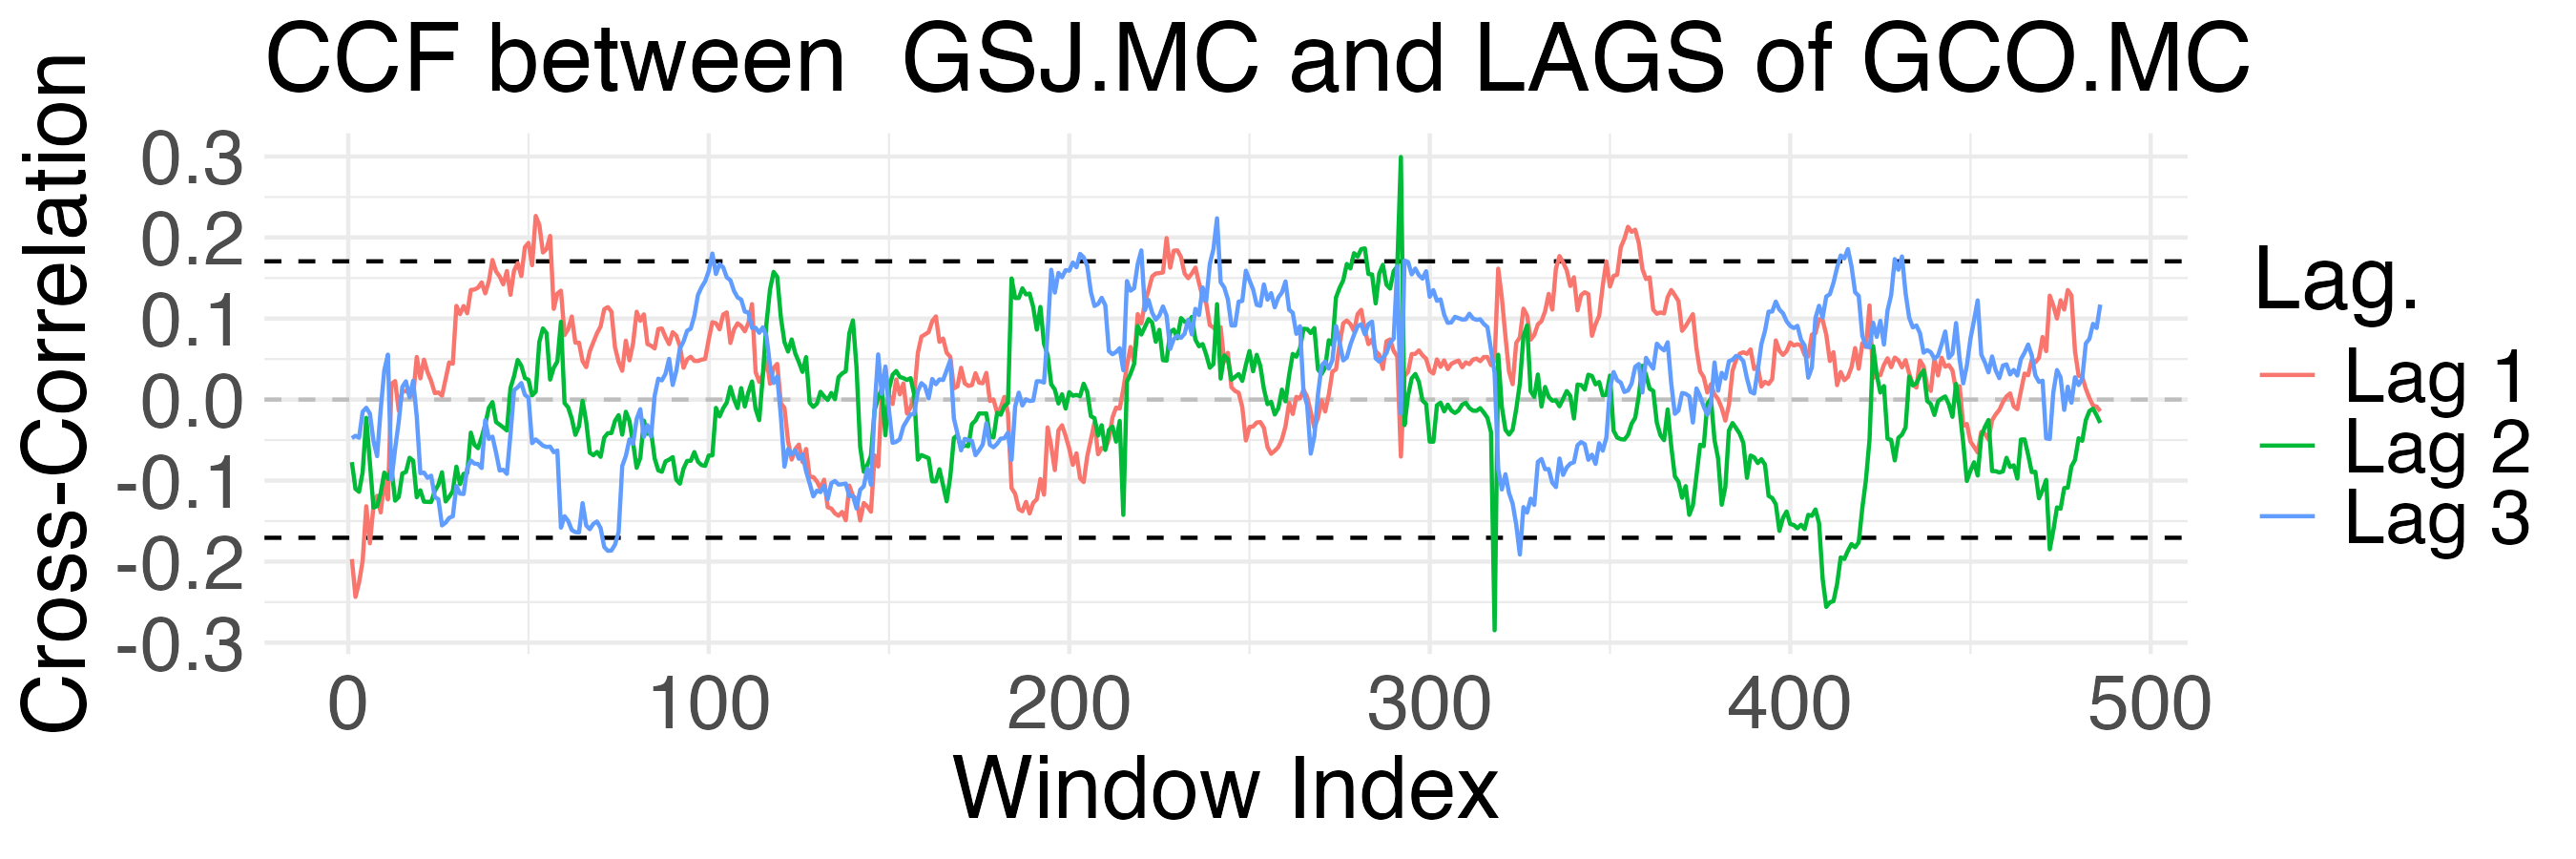 CCF between  GSJ.MC and LAGS of GCO.MC
Cross-Correlation
0.3
0.2
0.1
0.0
-0.1
-0.2
-0.3
0 100 200 300 400 500
Window Index
Lag.
Lag 1
Lag 2
Lag 3